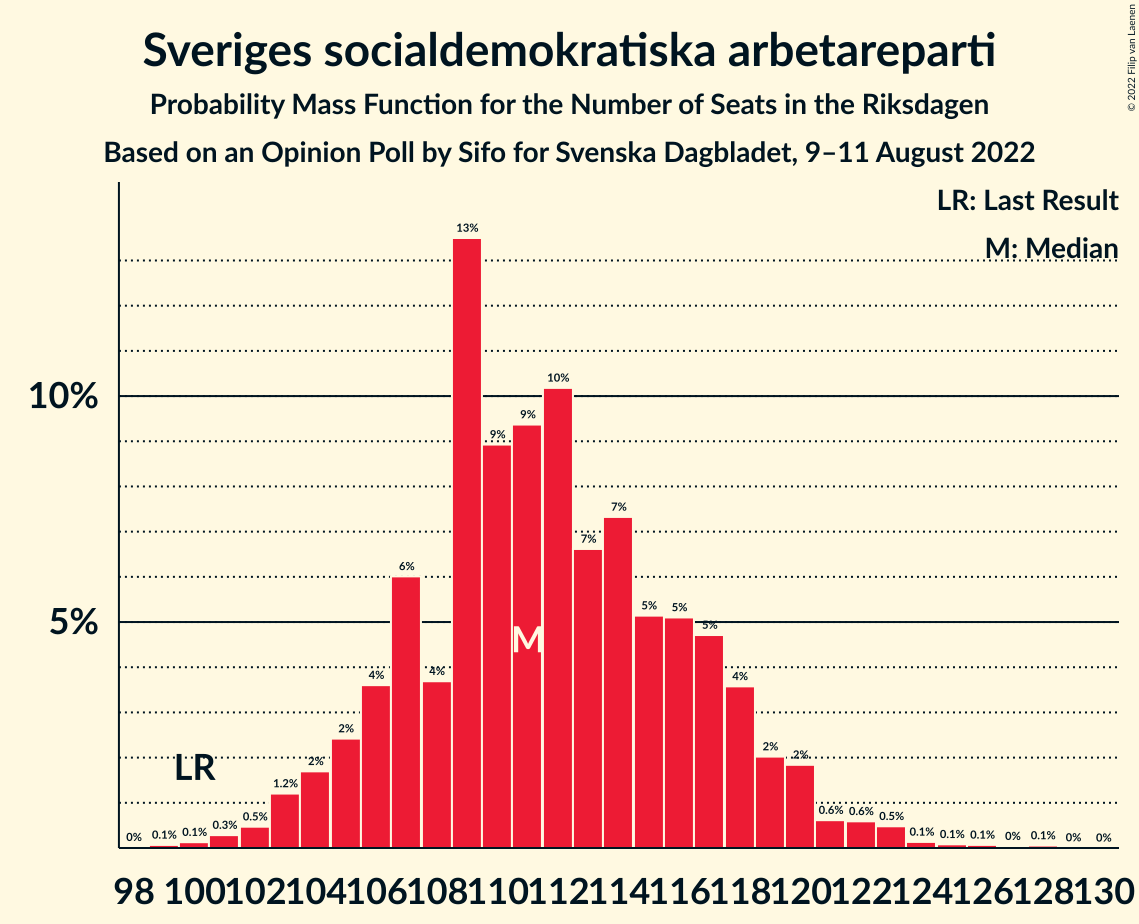 Sveriges socialdemokratiska arbetareparti
Probability Mass Function for the Number of Seats in the Riksdagen
Based on an Opinion Poll by Sifo for Svenska Dagbladet, 9–11 August 2022
© 2022 Filip van Laenen
LR: Last Result
M: Median
10%
5%
LR
M
0% 0.1% 0.1% 0.3% 0.5% 1.2% 2% 2% 4% 6% 4% 13% 9% 9% 10% 7% 7% 5% 5% 5% 4% 2% 2% 0.6% 0.6% 0.5% 0.1% 0.1% 0.1% 0% 0.1% 0% 0%
98 100 102 104 106 108 110 112 114 116 118 120 122 124 126 128 130